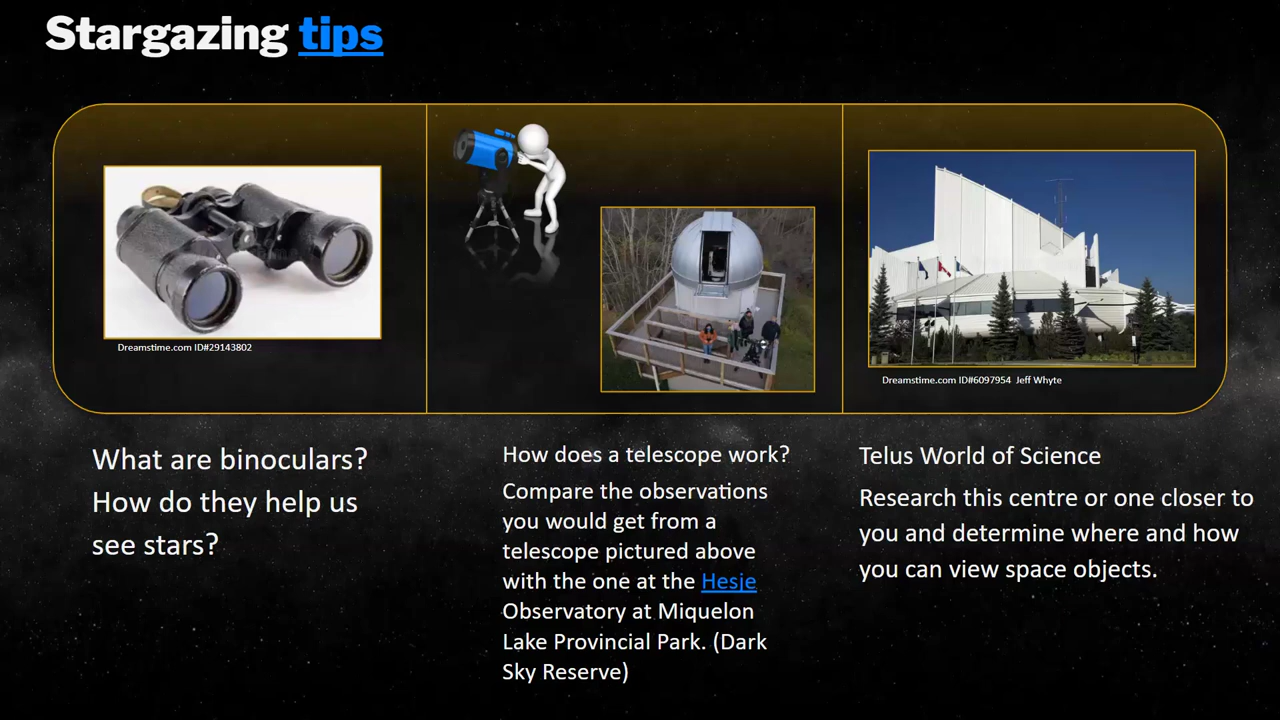 Stargazing tips
Dreamstime.com ID#29143802
Dreamstime.com ID#6097954 Jeff Whyte
What are binoculars?
How do they help us
see stars?
How does a telescope work?
Compare the observations
you would get from a
telescope pictured above
with the one at the Hesje
Observatory at Miquelon
Lake Provincial Park. (Dark
Sky Reserve)
Telus World of Science
Research this centre or one closer to
you and determine where and how
you can view space objects.